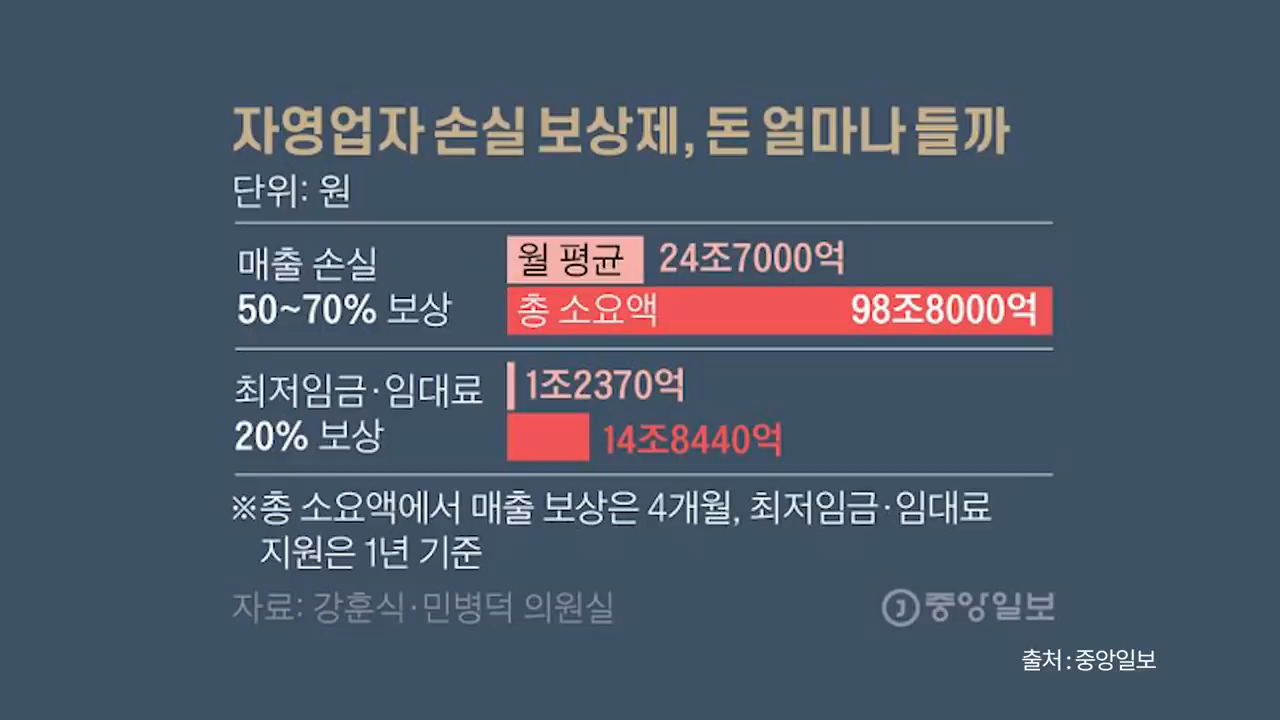 자영업자 손실 보상제, 돈 얼마나 들까
단위: 원
매출 손실
50~70% 보상
월 평균 24조7000억
총 소요액 98조8000억
최저임금·임대료
20% 보상
1조2370억
14조8440억
※총 소요액에서 매출 보상은 4개월, 최저임금·임대료
지원은 1년 기준
자료: 강훈식·민병덕 의원실
J 중앙일보
출처 : 중앙일보